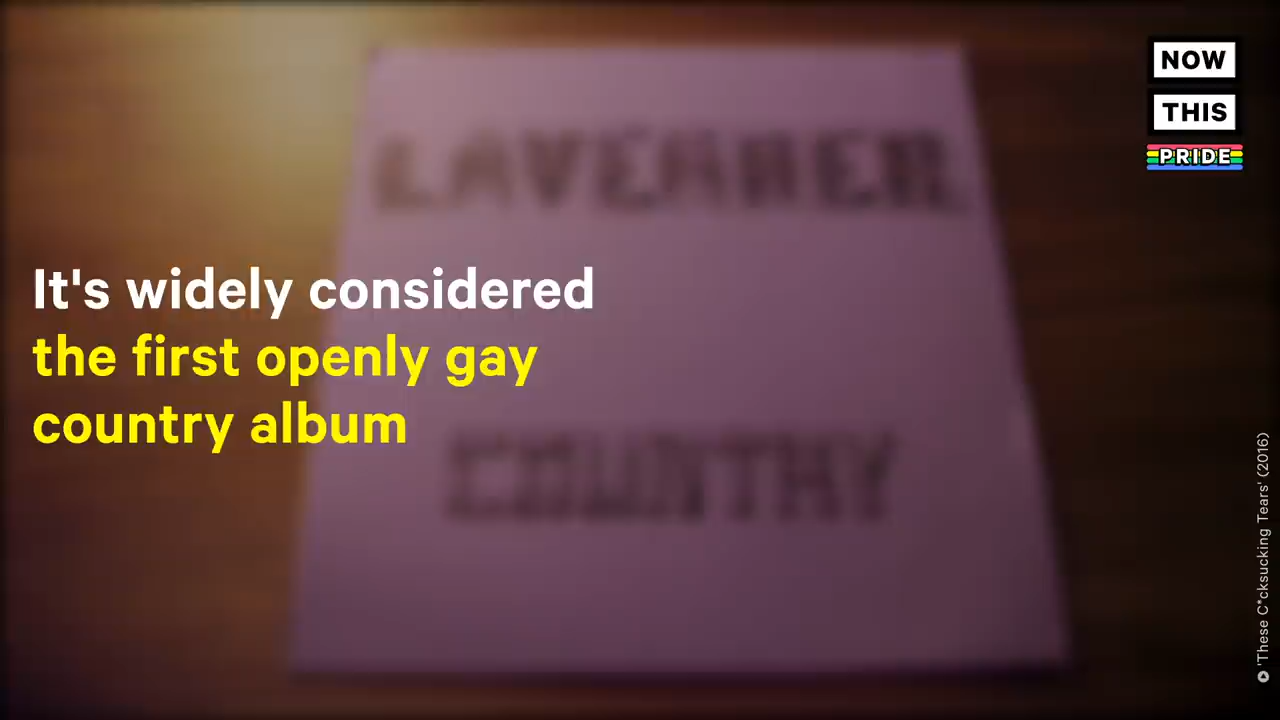 NOW
THIS
PRIDE
LAVENDER
It's widely considered
the first openly gay
country album
COUNTRY
'These C*cksucking Tears' (2016)